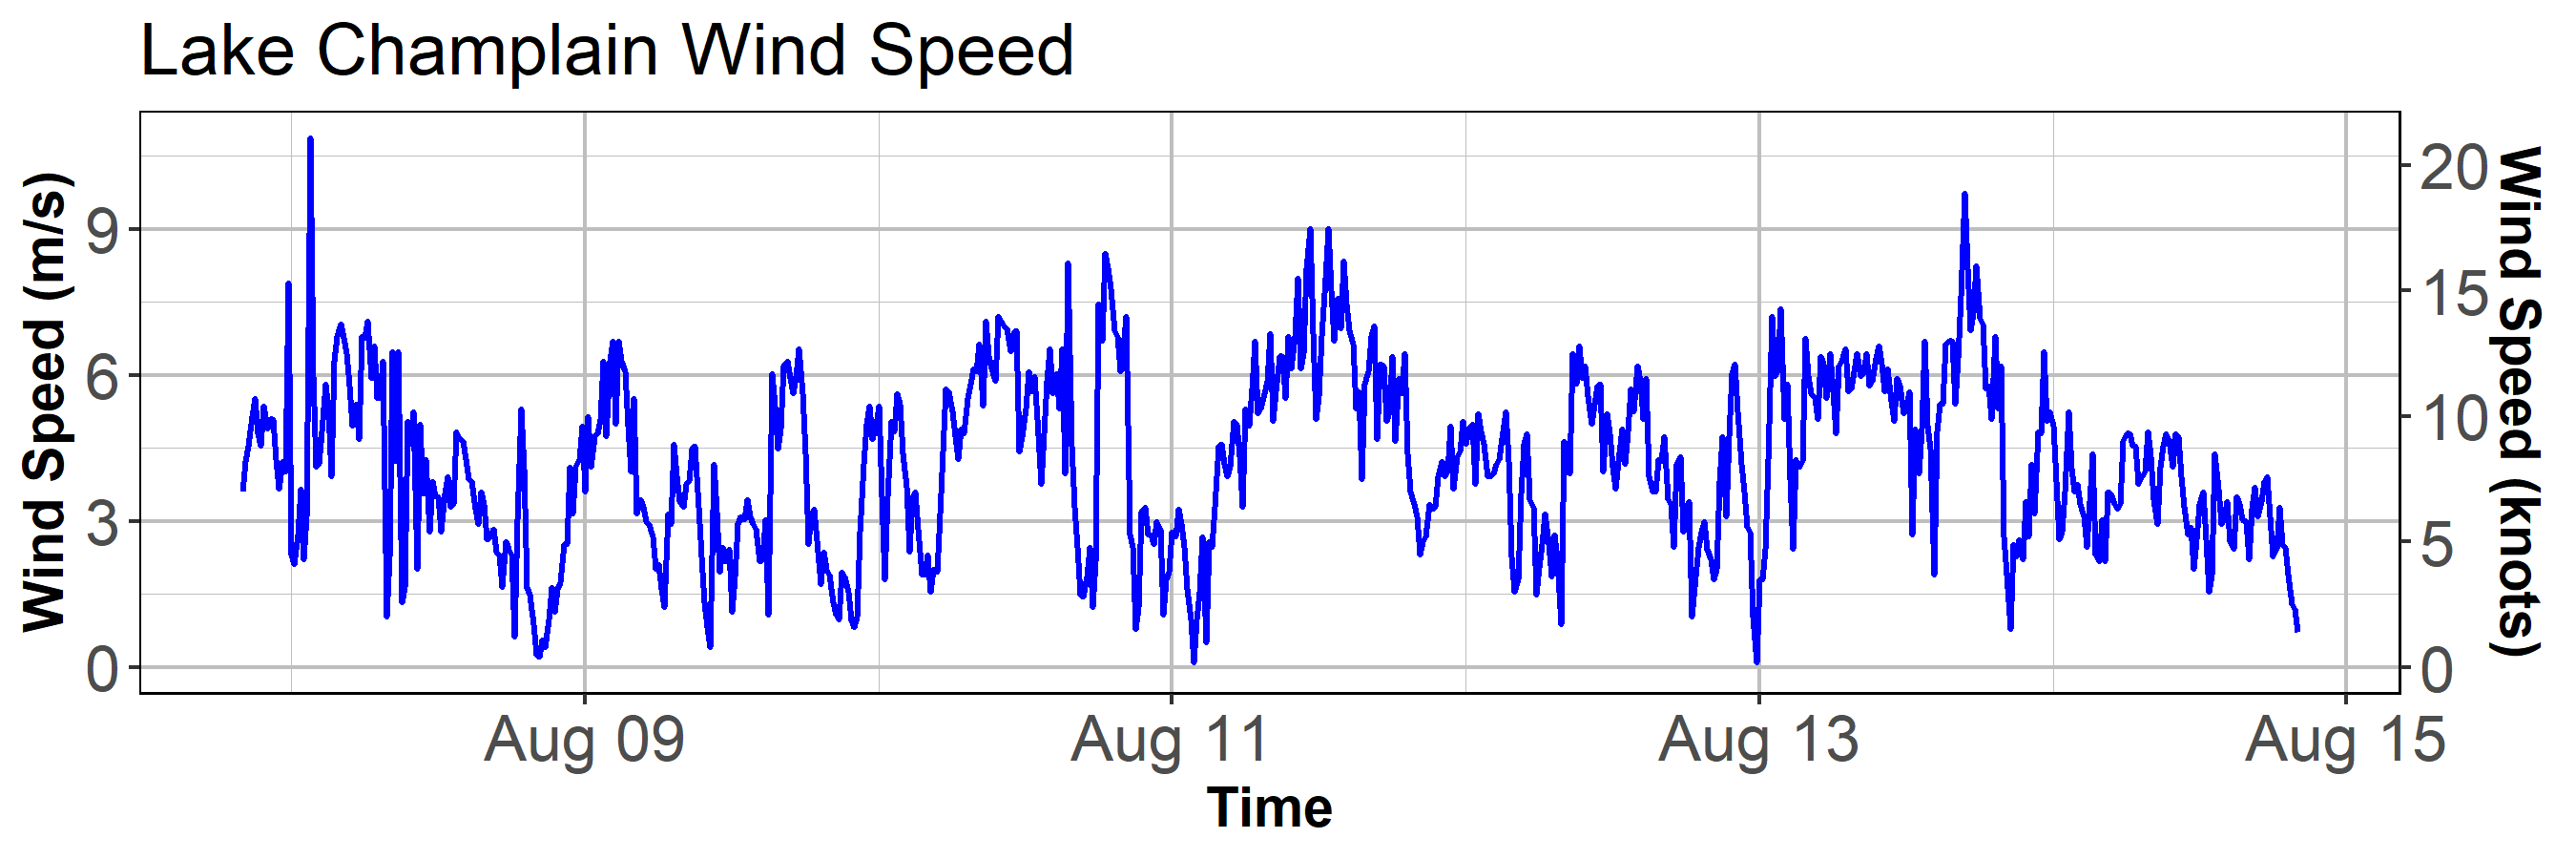 Lake Champlain Wind Speed
Wind Speed (m/s)
9
6
3
0
20
15
10
5
0
Wind Speed (knots)
Aug 09
Aug 11
Aug 13
Aug 15
Time